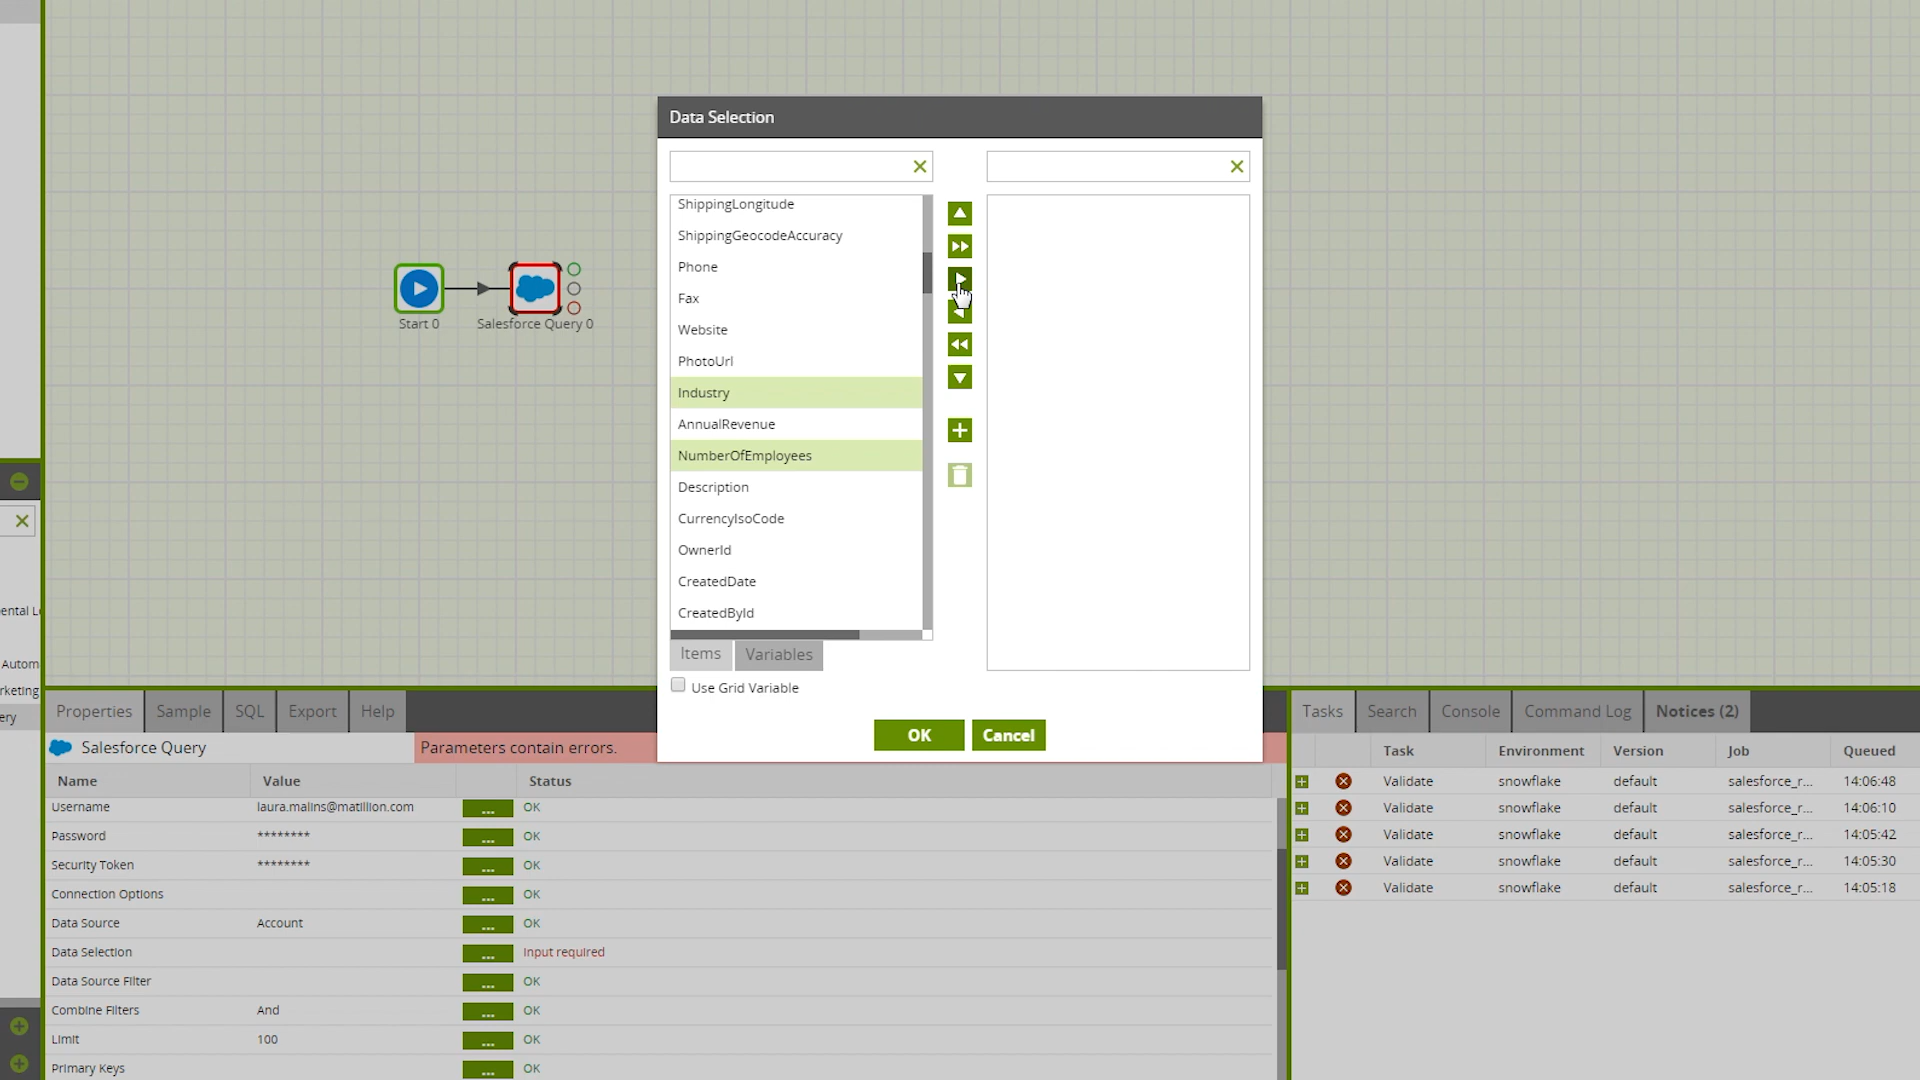 Data Selection
ShippingLongitude
ShippingGeocodeAccuracy
Phone
Fax
Website
PhotoUrl
Industry
AnnualRevenue
NumberOfEmployees
Description
CurrencyIsoCode
OwnerId
CreatedDate
CreatedById
Items Variables
Use Grid Variable
OK Cancel
Start 0 Salesforce Query 0
ental L
Autom
rketing
ery
Properties Sample SQL Export Help
Salesforce Query Parameters contain errors.
Name Value Status
Username laura.malins@matillion.com ... OK
Password ******** ... OK
Security Token ******** ... OK
Connection Options ... OK
Data Source Account ... OK
Data Selection ... Input required
Data Source Filter ... OK
Combine Filters And ... OK
Limit 100 ... OK
Primary Keys ... OK
Tasks Search Console Command Log Notices (2)
Task Environment Version Job Queued
Validate snowflake default salesforce_r... 14:06:48
Validate snowflake default salesforce_r... 14:06:10
Validate snowflake default salesforce_r... 14:05:42
Validate snowflake default salesforce_r... 14:05:30
Validate snowflake default salesforce_r... 14:05:18